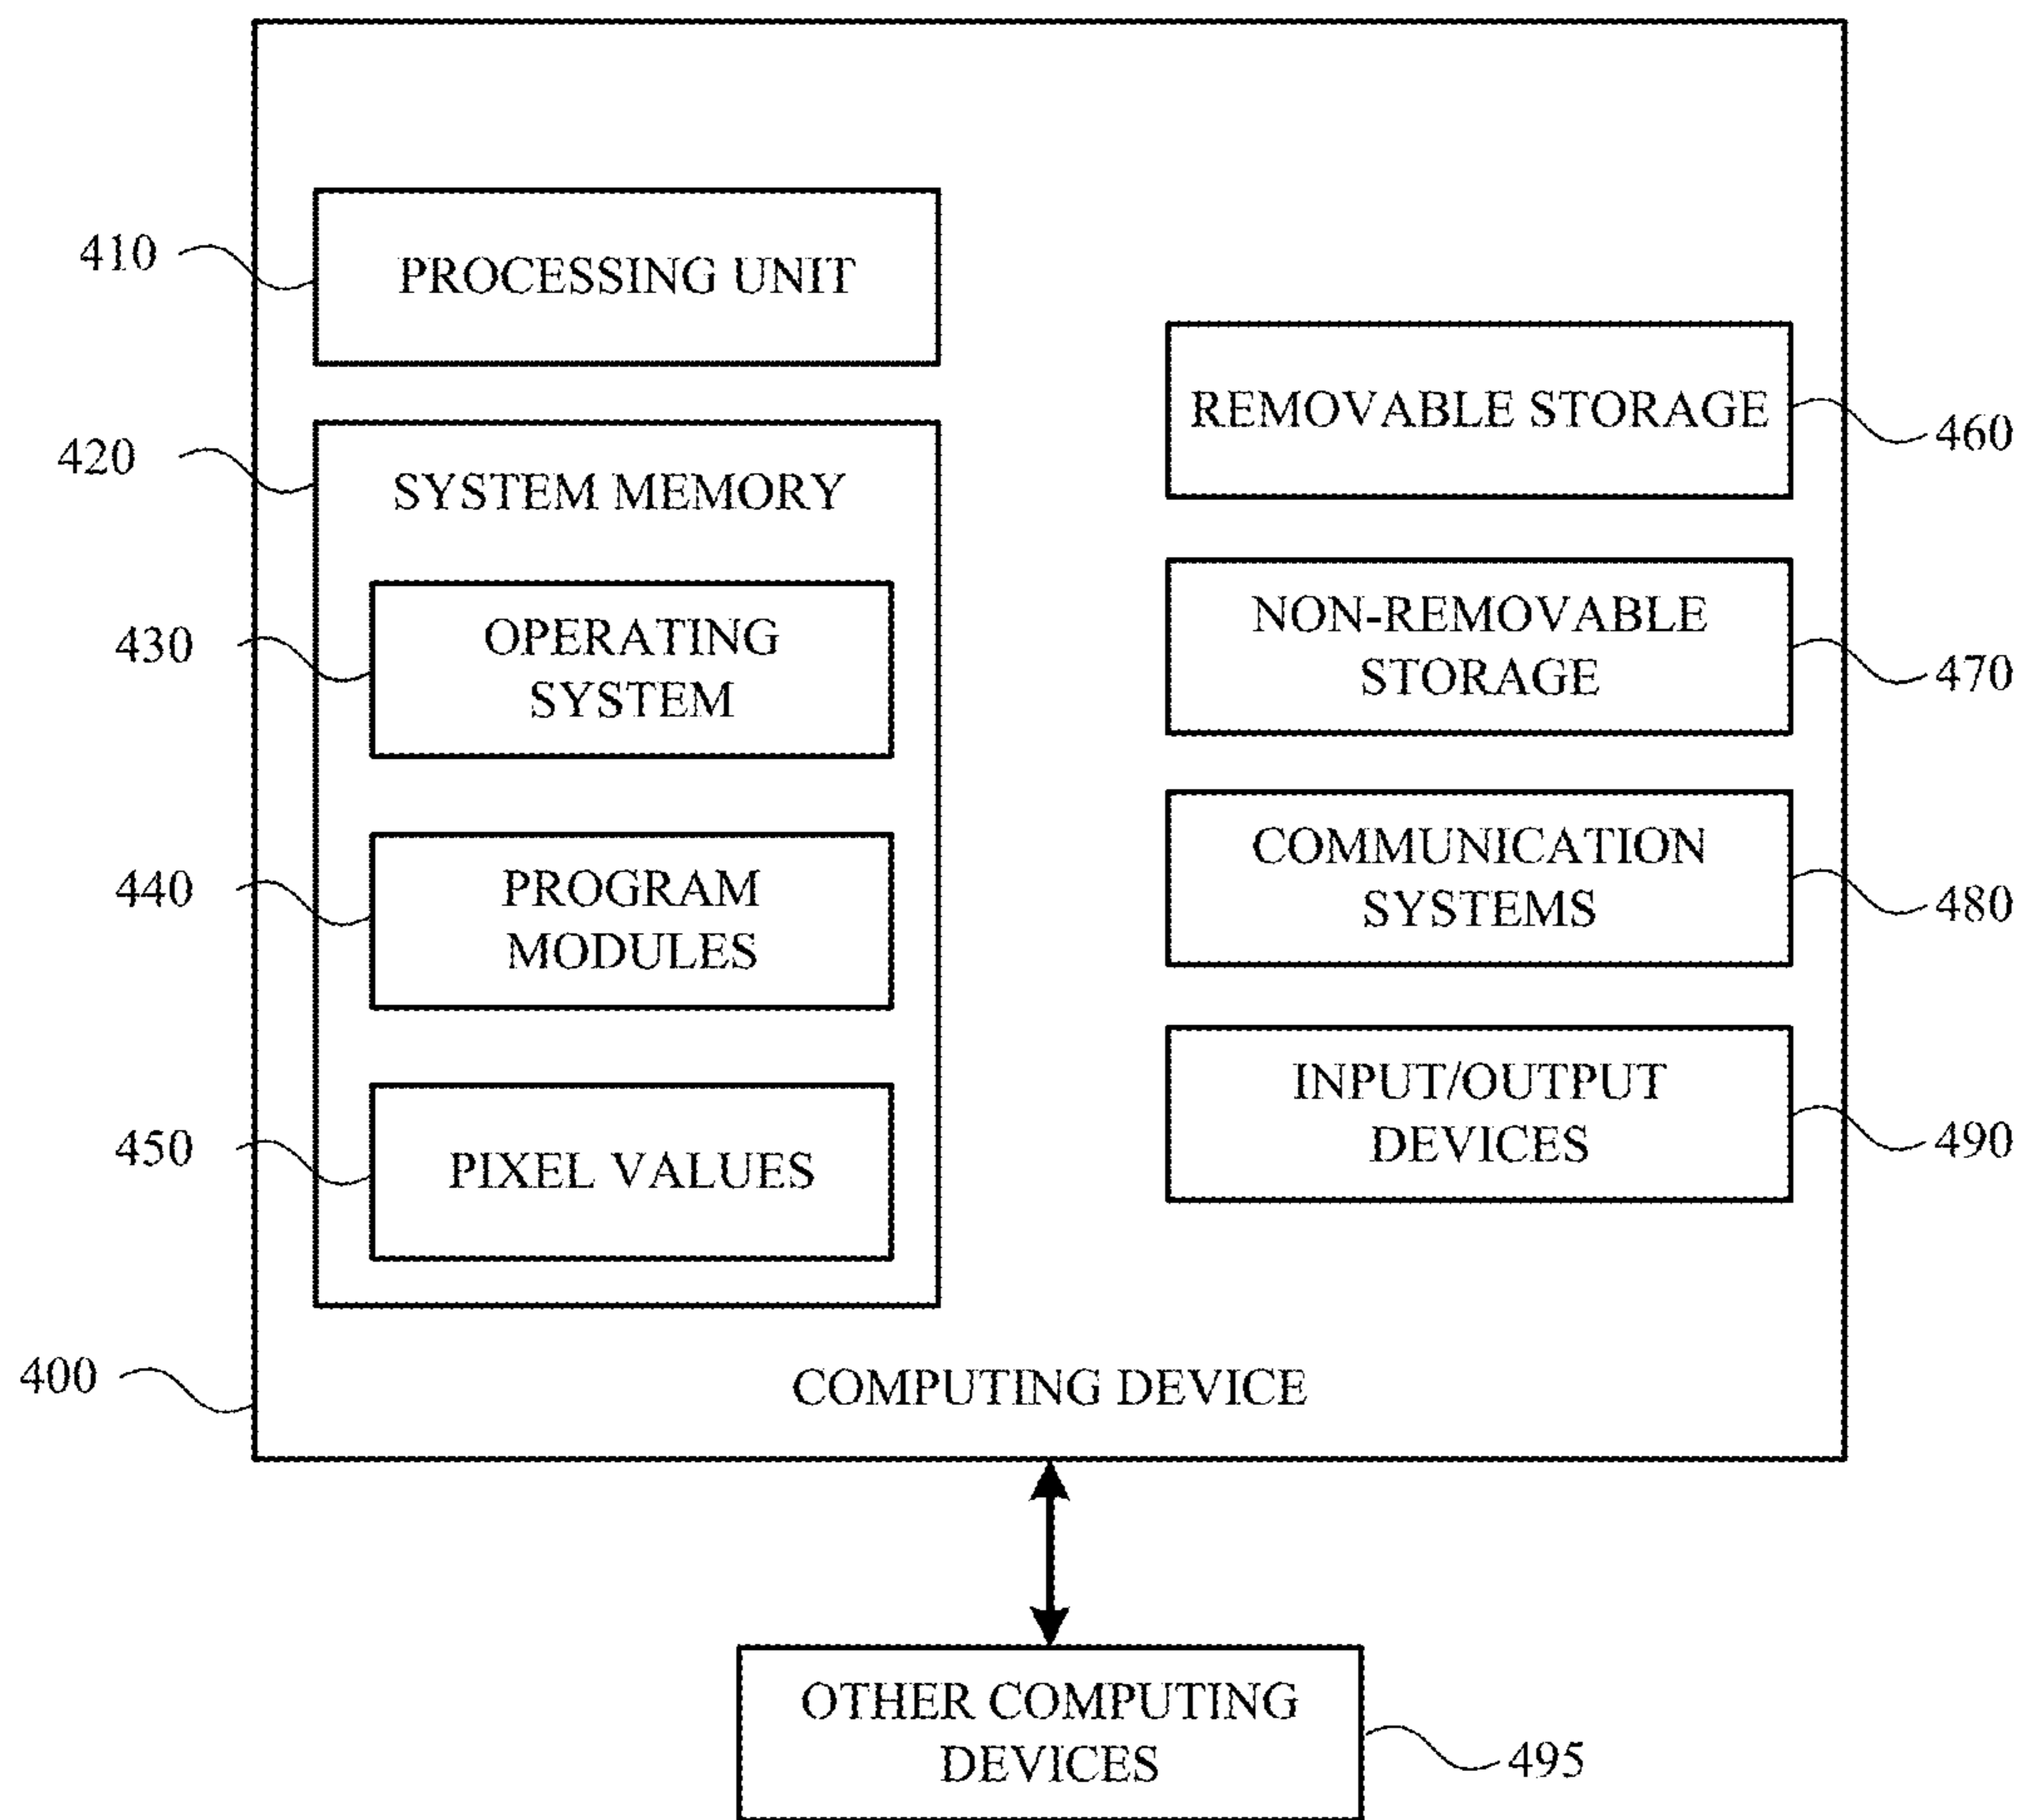 410
PROCESSING UNIT
420
SYSTEM MEMORY
430
OPERATING
SYSTEM
440
PROGRAM
MODULES
450
PIXEL VALUES
REMOVABLE STORAGE
460
NON-REMOVABLE
STORAGE
470
COMMUNICATION
SYSTEMS
480
INPUT/OUTPUT
DEVICES
490
400
COMPUTING DEVICE
OTHER COMPUTING
DEVICES
495